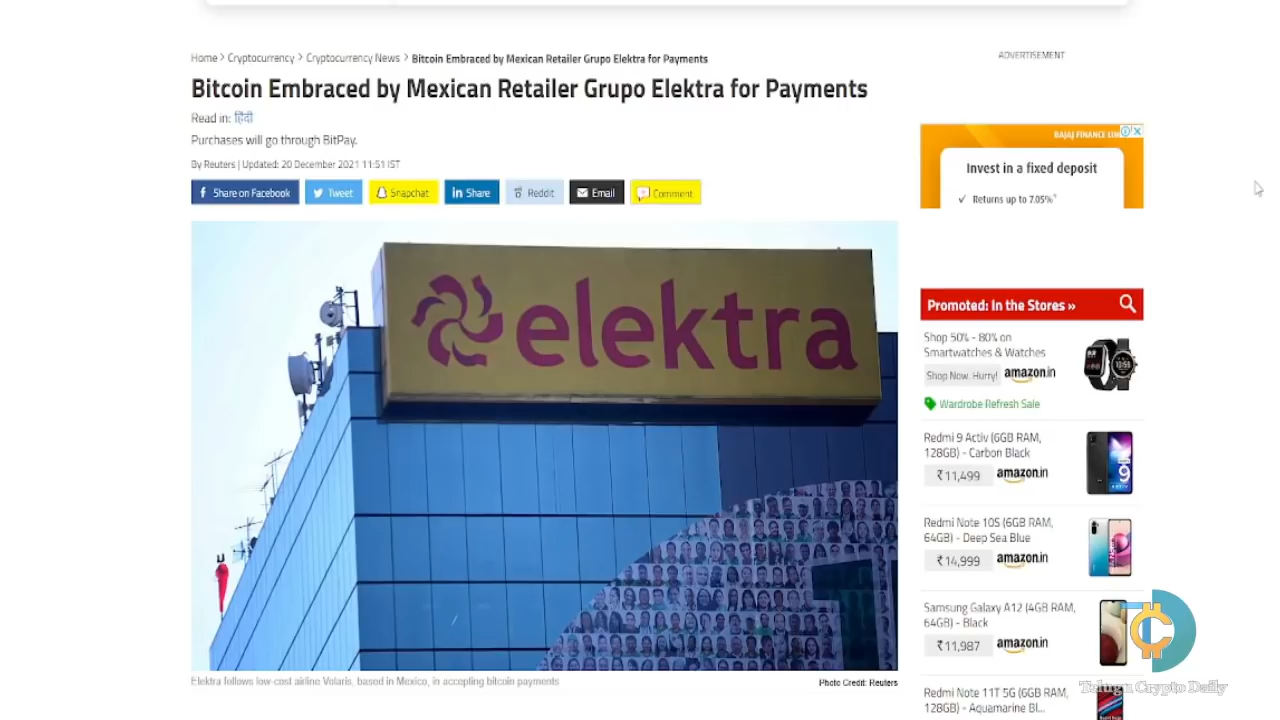 Home > Cryptocurrency > Cryptocurrency News > Bitcoin Embraced by Mexican Retailer Grupo Elektra for Payments
Bitcoin Embraced by Mexican Retailer Grupo Elektra for Payments
Read in: हिंदी
Purchases will go through BitPay.
By Reuters | Updated: 20 December 2021 11:51 IST
Share on Facebook
Tweet
Snapchat
Share
Reddit
Email
Comment
elektra
Elektra follows low-cost airline Volaris, based in Mexico, in accepting bitcoin payments
Photo Credit: Reuters
ADVERTISEMENT
BAJAJ FINANCE LIM
Invest in a fixed deposit
✓ Returns up to 7.05%*
Promoted: In the Stores »
Shop 50% - 80% on
Smartwatches & Watches
Shop Now. Hurry! amazon.in
Wardrobe Refresh Sale
Redmi 9 Activ (6GB RAM,
128GB) - Carbon Black
₹11,499 amazon.in
Redmi Note 10S (6GB RAM,
64GB) - Deep Sea Blue
₹14,999 amazon.in
Samsung Galaxy A12 (4GB RAM,
64GB) - Black
₹11,987 amazon.in
Telugu Crypto Daily
Redmi Note 11T 5G (6GB RAM,
128GB) - Aquamarine Bl...